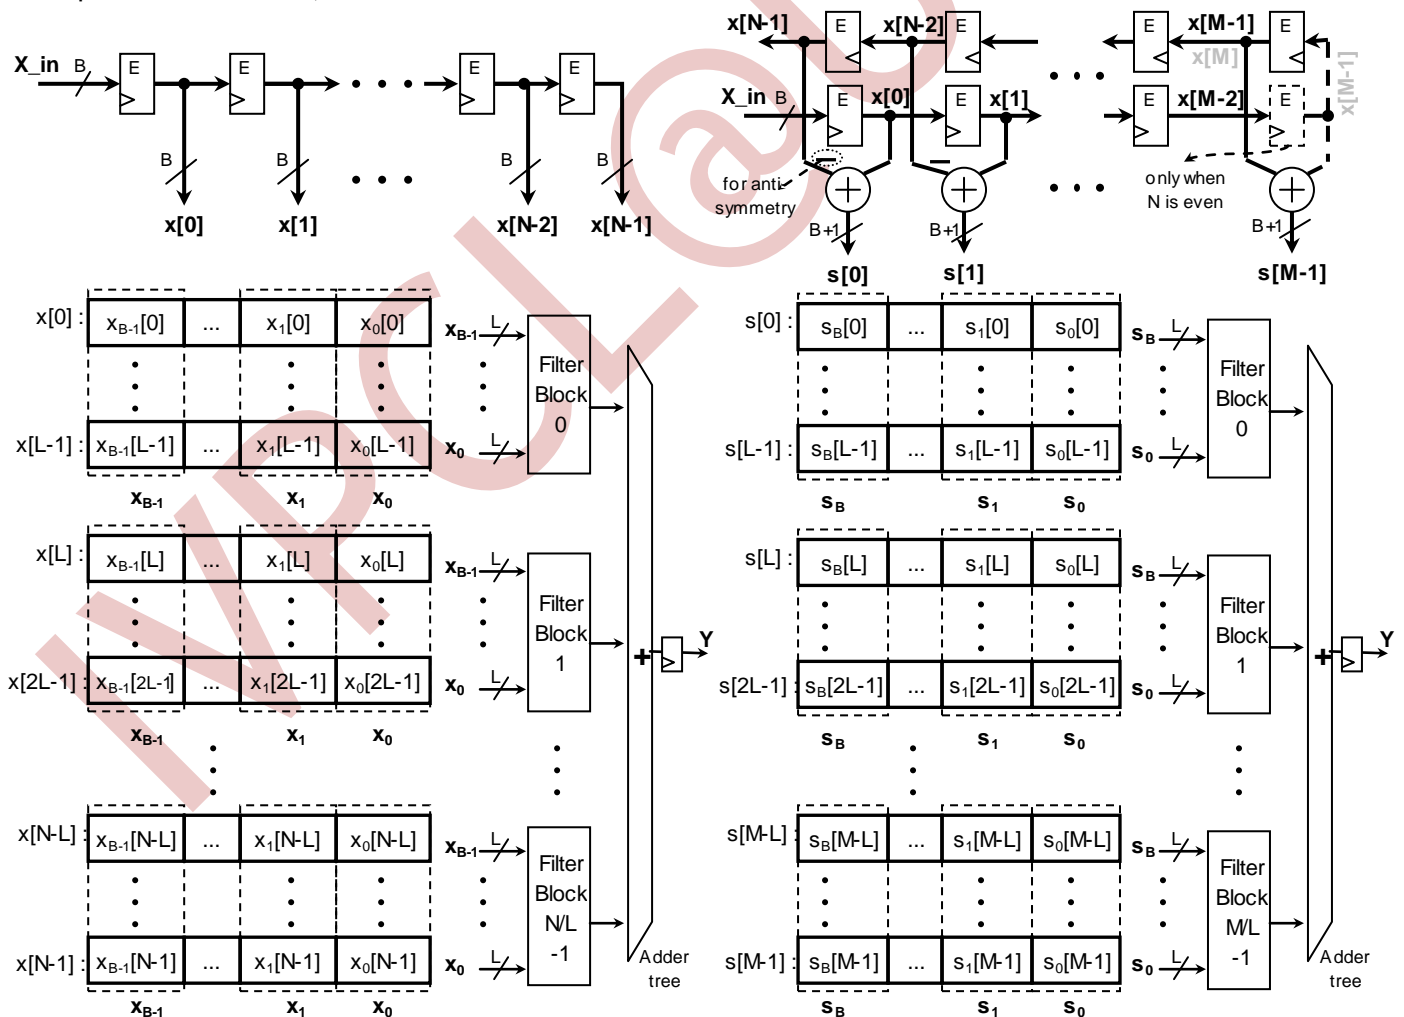 X_in B E E E E
B B B B
x[0] x[1] x[N-2] x[N-1]
x[N-1] E x[N-2] E E x[M-1] E
x[M] x[M-1]
X_in B E x[0] E x[1] E x[M-2] E
for anti-
symmetry
only when
N is even
B+1 B+1 B+1
s[0] s[1] s[M-1]
x[0] : xB-1[0] ... x1[0] x0[0] xB-1 L
x[L-1] : xB-1[L-1] ... x1[L-1] x0[L-1] x0 L
xB-1 x1 x0
Filter
Block
0
x[L] : xB-1[L] ... x1[L] x0[L] xB-1 L
x[2L-1] : xB-1[2L-1] ... x1[2L-1] x0[2L-1] x0 L
xB-1 x1 x0
Filter
Block
1
+ Y
x[N-L] : xB-1[N-L] ... x1[N-L] x0[N-L] xB-1 L
x[N-1] : xB-1[N-1] ... x1[N-1] x0[N-1] x0 L
xB-1 x1 x0
Filter
Block
N/L
-1
Adder
tree
s[0] : sB[0] ... s1[0] s0[0] sB L
s[L-1] : sB[L-1] ... s1[L-1] s0[L-1] s0 L
sB s1 s0
Filter
Block
0
s[L] : sB[L] ... s1[L] s0[L] sB L
s[2L-1] : sB[2L-1] ... s1[2L-1] s0[2L-1] s0 L
sB s1 s0
Filter
Block
1
+ Y
s[M-L] : sB[M-L] ... s1[M-L] s0[M-L] sB L
s[M-1] : sB[M-1] ... s1[M-1] s0[M-1] s0 L
sB s1 s0
Filter
Block
M/L
-1
Adder
tree
IVPCL@U